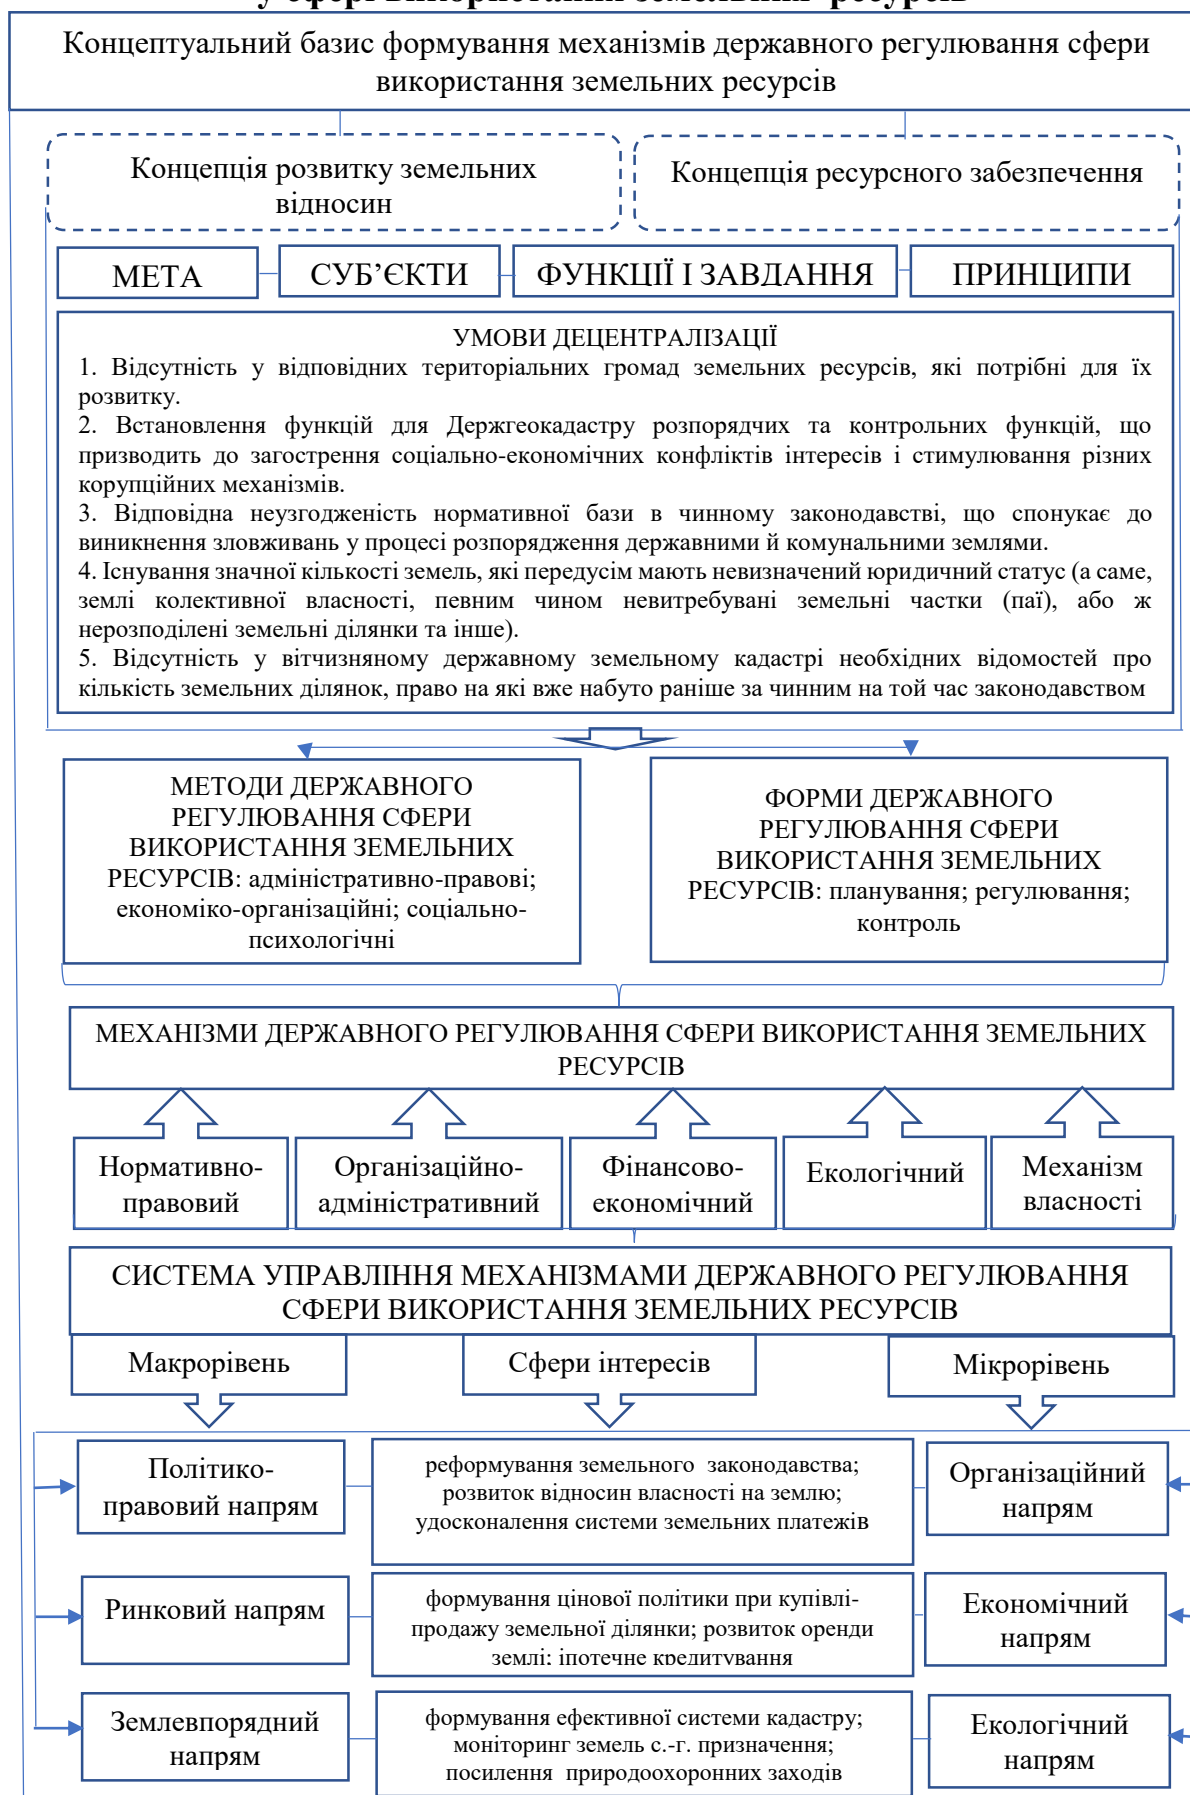 у сфері використання земельних ресурсів
Концептуальний базис формування механізмів державного регулювання сфери
використання земельних ресурсів
Концепція розвитку земельних
відносин
Концепція ресурсного забезпечення
МЕТА
СУБ’ЄКТИ
ФУНКЦІЇ І ЗАВДАННЯ
ПРИНЦИПИ
УМОВИ ДЕЦЕНТРАЛІЗАЦІЇ
1. Відсутність у відповідних територіальних громад земельних ресурсів, які потрібні для їх
розвитку.
2. Встановлення функцій для Держгеокадастру розпорядчих та контрольних функцій, що
призводить до загострення соціально-економічних конфліктів інтересів і стимулювання різних
корупційних механізмів.
3. Відповідна неузгодженість нормативної бази в чинному законодавстві, що спонукає до
виникнення зловживань у процесі розпорядження державними й комунальними землями.
4. Існування значної кількості земель, які передусім мають невизначений юридичний статус (а саме,
землі колективної власності, певним чином невитребувані земельні частки (паї), або ж
нерозподілені земельні ділянки та інше).
5. Відсутність у вітчизняному державному земельному кадастрі необхідних відомостей про
кількість земельних ділянок, право на які вже набуто раніше за чинним на той час законодавством
МЕТОДИ ДЕРЖАВНОГО
РЕГУЛЮВАННЯ СФЕРИ
ВИКОРИСТАННЯ ЗЕМЕЛЬНИХ
РЕСУРСІВ: адміністративно-правові;
економіко-організаційні; соціально-
психологічні
ФОРМИ ДЕРЖАВНОГО
РЕГУЛЮВАННЯ СФЕРИ
ВИКОРИСТАННЯ ЗЕМЕЛЬНИХ
РЕСУРСІВ: планування; регулювання;
контроль
МЕХАНІЗМИ ДЕРЖАВНОГО РЕГУЛЮВАННЯ СФЕРИ ВИКОРИСТАННЯ ЗЕМЕЛЬНИХ
РЕСУРСІВ
Нормативно-
правовий
Організаційно-
адміністративний
Фінансово-
економічний
Екологічний
Механізм
власності
СИСТЕМА УПРАВЛІННЯ МЕХАНІЗМАМИ ДЕРЖАВНОГО РЕГУЛЮВАННЯ
СФЕРИ ВИКОРИСТАННЯ ЗЕМЕЛЬНИХ РЕСУРСІВ
Макрорівень
Сфери інтересів
Мікрорівень
Політико-
правовий напрям
реформування земельного законодавства;
розвиток відносин власності на землю;
удосконалення системи земельних платежів
Організаційний
напрям
Ринковий напрям
формування цінової політики при купівлі-
продажу земельної ділянки; розвиток оренди
землі; іпотечне кредитування
Економічний
напрям
Землевпорядний
напрям
формування ефективної системи кадастру;
моніторинг земель с.-г. призначення;
посилення природоохоронних заходів
Екологічний
напрям